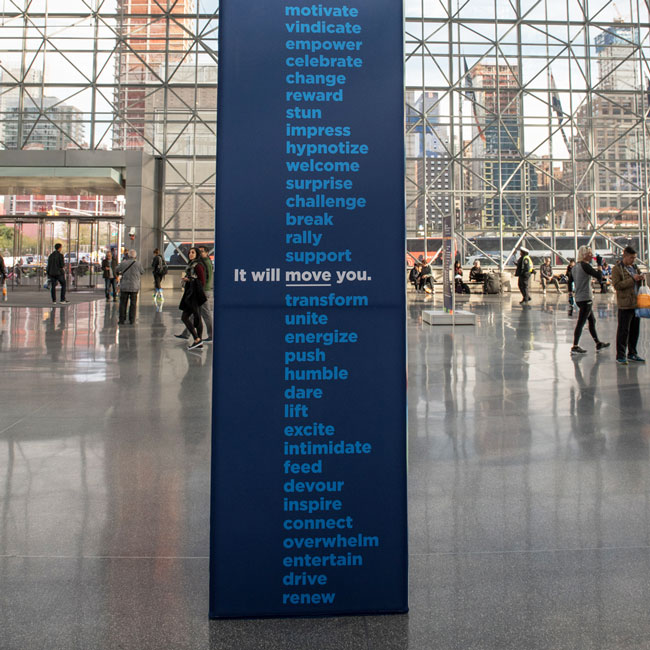 motivate
vindicate
empower
celebrate
change
reward
stun
impress
hypnotize
welcome
surprise
challenge
break
rally
support
It will move you.
transform
unite
energize
push
humble
dare
lift
excite
intimidate
feed
devour
inspire
connect
overwhelm
entertain
drive
renew